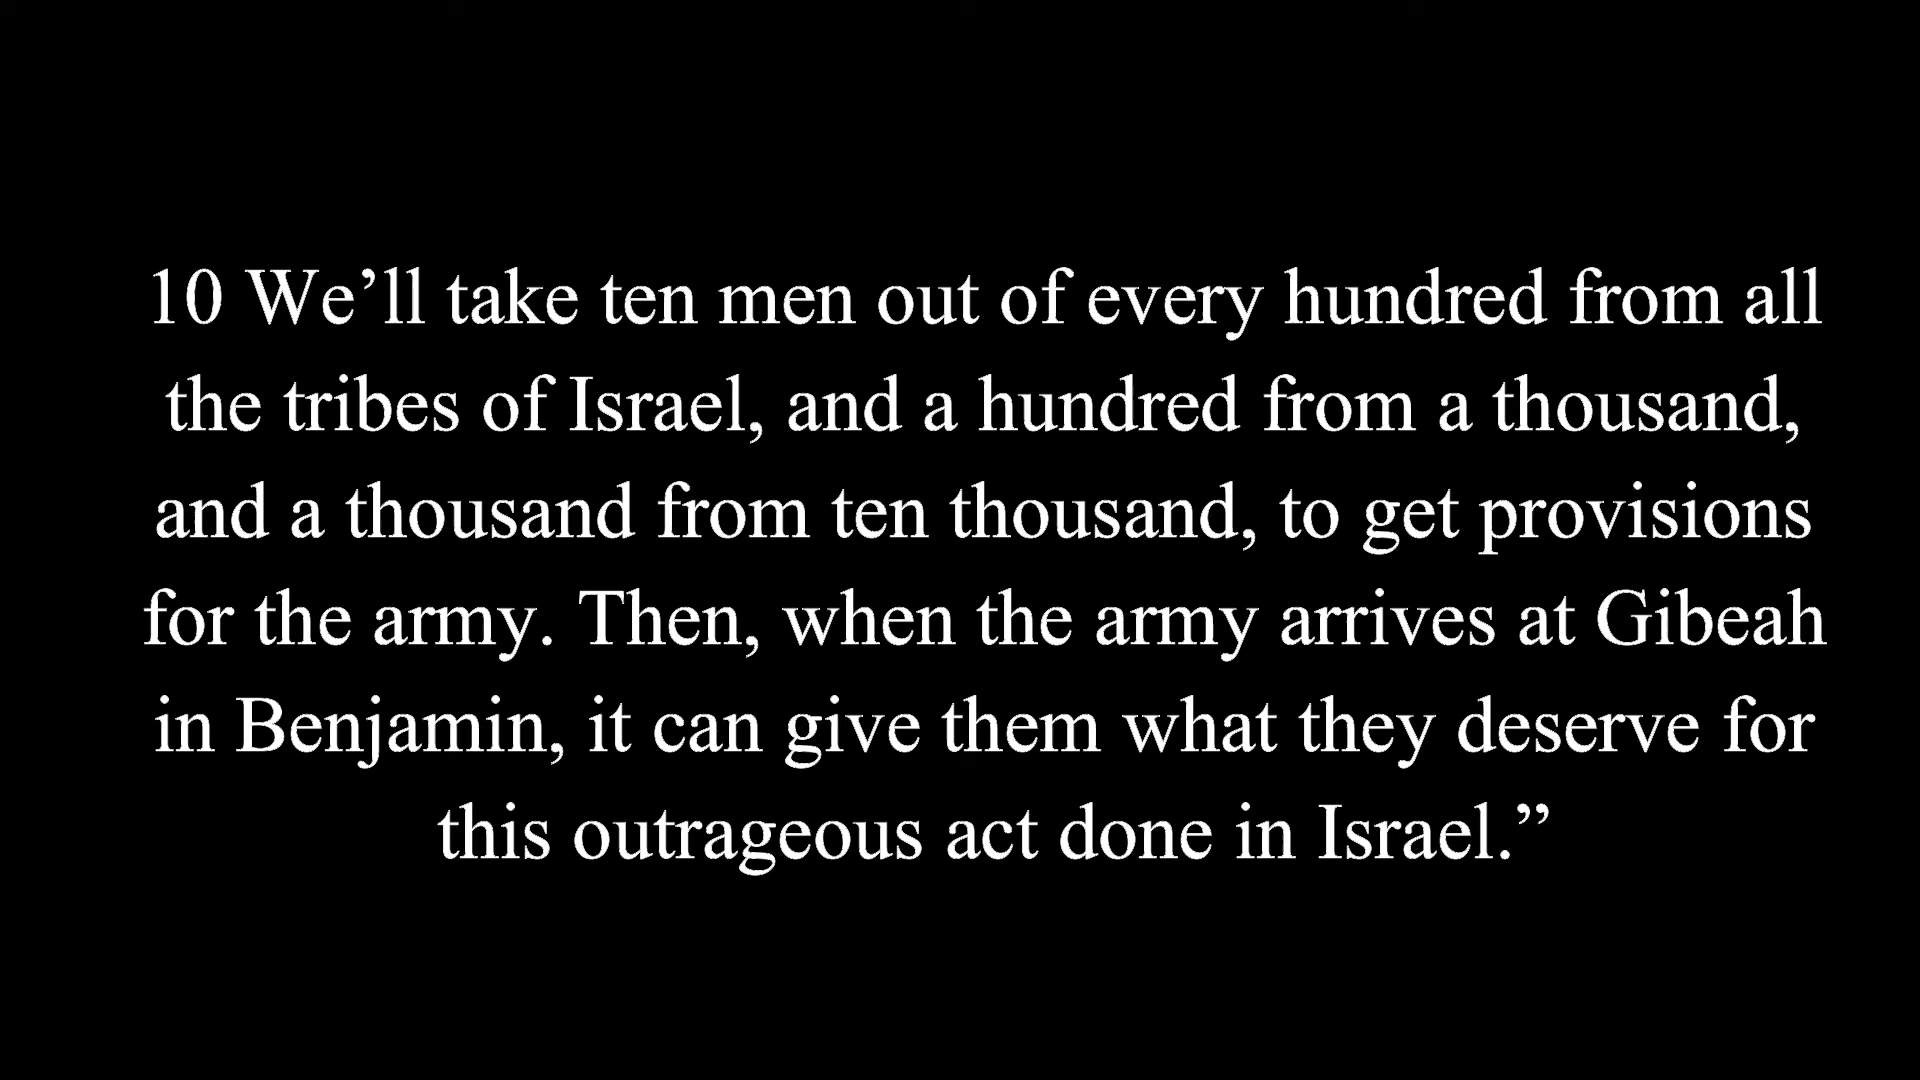 10 We’ll take ten men out of every hundred from all
the tribes of Israel, and a hundred from a thousand,
and a thousand from ten thousand, to get provisions
for the army. Then, when the army arrives at Gibeah
in Benjamin, it can give them what they deserve for
this outrageous act done in Israel.”